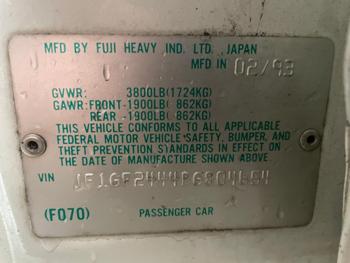 MFD BY FUJI HEAVY IND. LTD., JAPAN
MFD IN 02/93
GVWR: 3800LB(1724KG)
GAWR:FRONT-1900LB( 862KG)
REAR -1900LB( 862KG)
THIS VEHICLE CONFORMS TO ALL APPLICABLE
FEDERAL MOTOR VEHICLE SAFETY, BUMPER, AND
THEFT PREVENTION STANDARDS IN EFFECT ON
THE DATE OF MANUFACTURE SHOWN ABOVE.
VIN
(F070) PASSENGER CAR